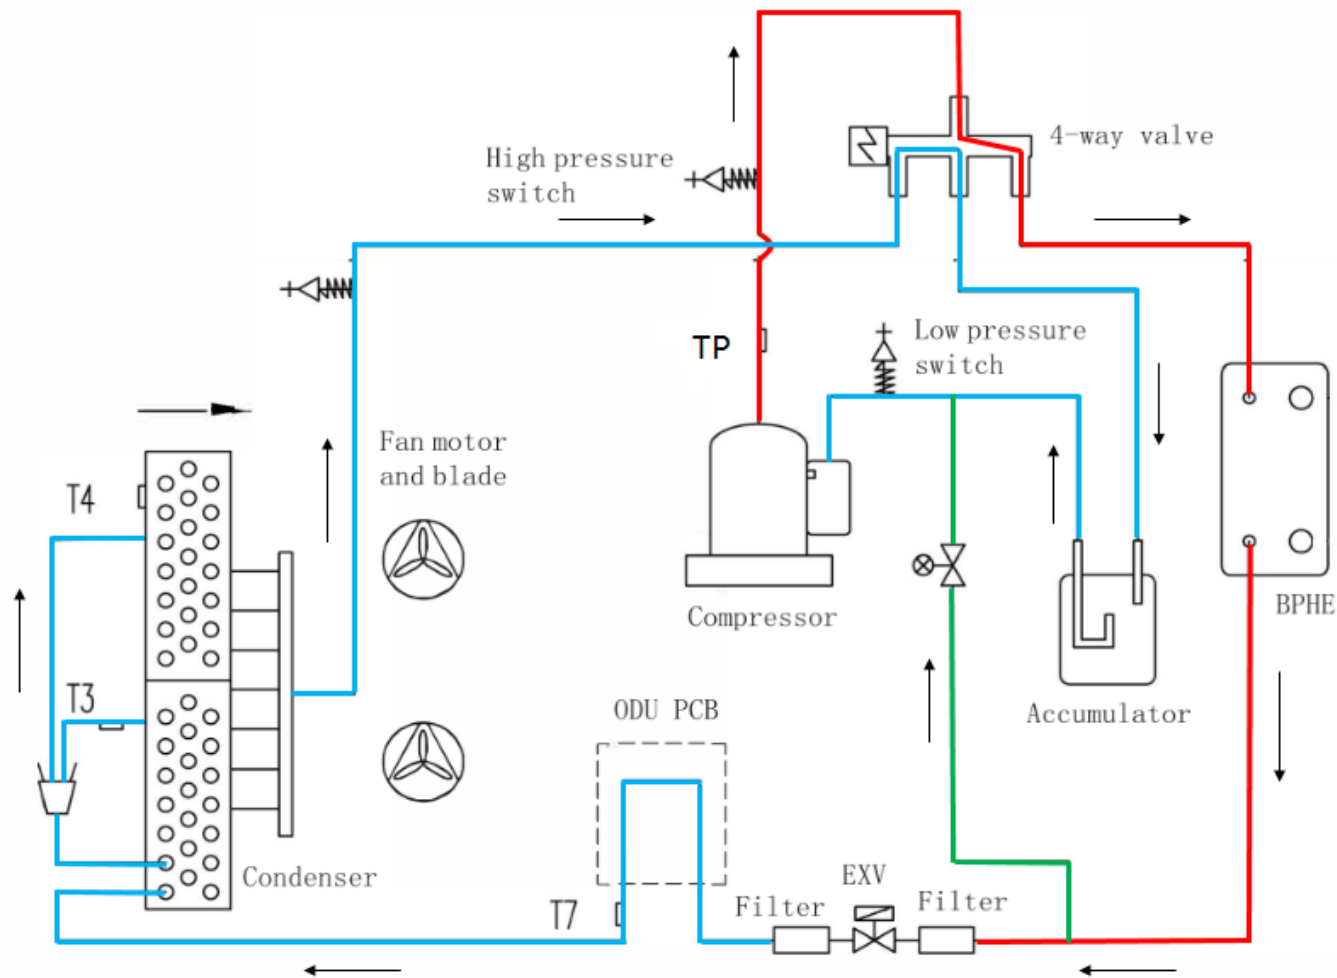 4-way valve
High pressure
switch
TP
Low pressure
switch
Fan motor
and blade
T4
Compressor
BPHE
T3
ODU PCB
Accumulator
Condenser
EXV
T7
Filter
Filter